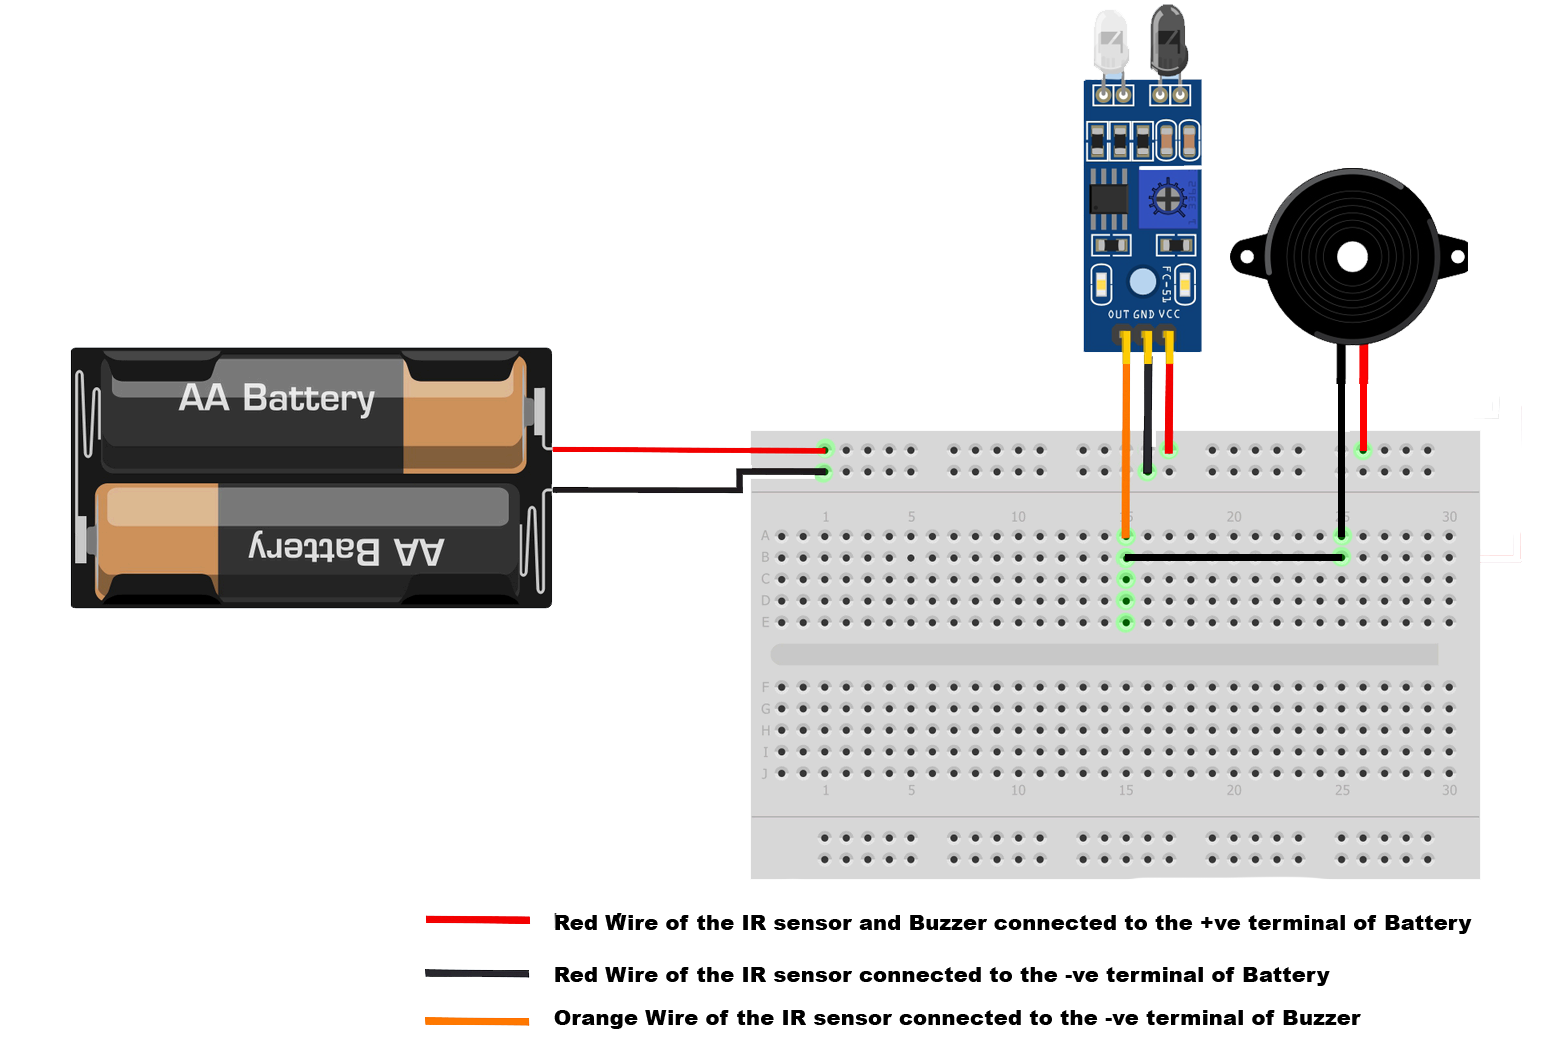 AA Battery
AA Battery
FC-51
OUT GND VCC
1 5 10 15 20 25 30
A
B
C
D
E
F
G
H
I
J
1 5 10 15 20 25 30
Red Wire of the IR sensor and Buzzer connected to the +ve terminal of Battery
Red Wire of the IR sensor connected to the -ve terminal of Battery
Orange Wire of the IR sensor connected to the -ve terminal of Buzzer